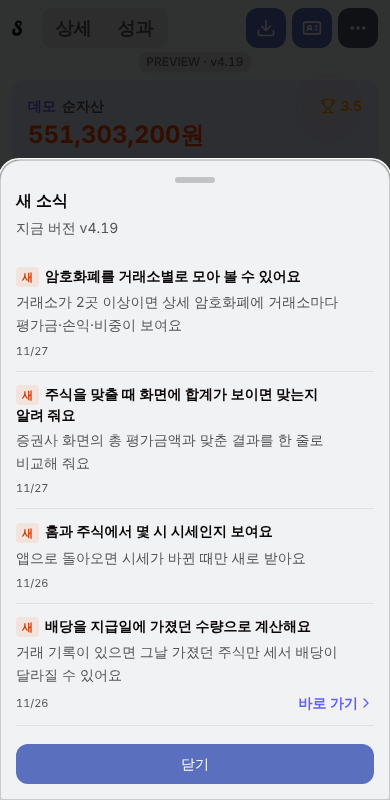 상세 성과
PREVIEW · v4.19
데모 순자산
3.5
551,303,200원
새 소식
지금 버전 v4.19
새 암호화폐를 거래소별로 모아 볼 수 있어요
거래소가 2곳 이상이면 상세 암호화폐에 거래소마다
평가금·손익·비중이 보여요
11/27
새 주식을 맞출 때 화면에 합계가 보이면 맞는지
알려 줘요
증권사 화면의 총 평가금액과 맞춘 결과를 한 줄로
비교해 줘요
11/27
새 홈과 주식에서 몇 시 시세인지 보여요
앱으로 돌아오면 시세가 바뀐 때만 새로 받아요
11/26
새 배당을 지급일에 가졌던 수량으로 계산해요
거래 기록이 있으면 그날 가졌던 주식만 세서 배당이
달라질 수 있어요
11/26
바로 가기
닫기